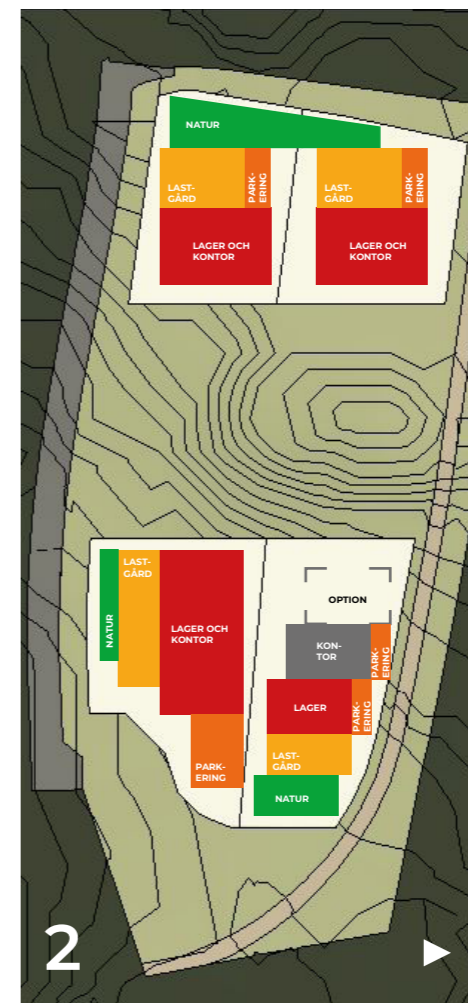 NATUR
LAST-
GÅRD
PARK-
ERING
LAST-
GÅRD
PARK-
ERING
LAGER OCH
KONTOR
LAGER OCH
KONTOR
LAST-
GÅRD
NATUR
LAGER OCH
KONTOR
PARK-
ERING
OPTION
KON-
TOR
PARK-
ERING
LAGER
PARK-
ERING
LAST-
GÅRD
NATUR
2